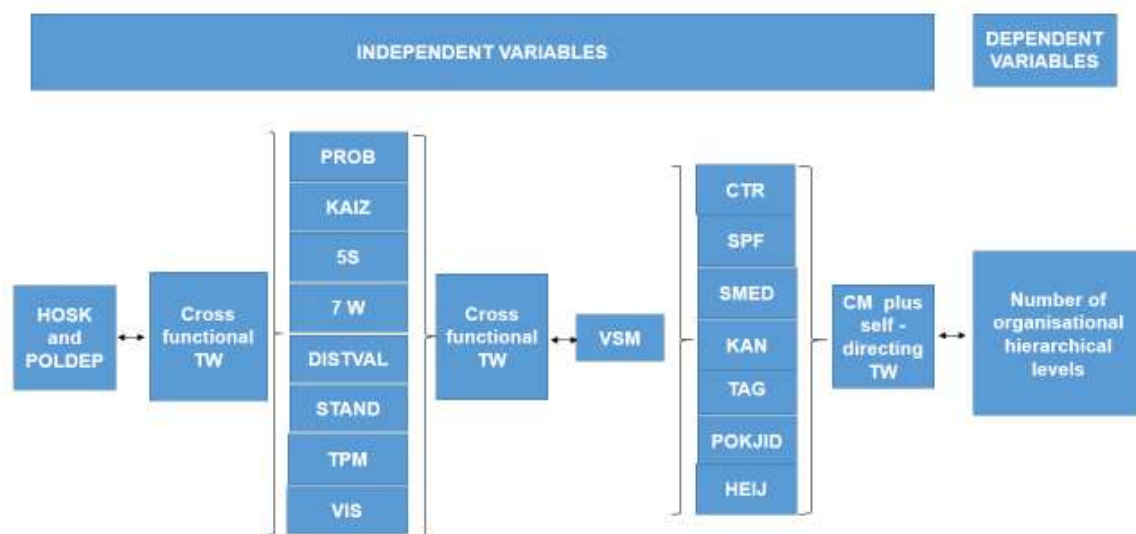 INDEPENDENT VARIABLES
DEPENDENT
VARIABLES
HOSK
and
POLDEP
Cross
functional
TW
PROB
KAIZ
5S
7 W
DISTVAL
STAND
TPM
VIS
Cross
functional
TW
VSM
CTR
SPF
SMED
KAN
TAG
POKJID
HEIJ
CM plus
self -
directing
TW
Number of
organisational
hierarchical
levels